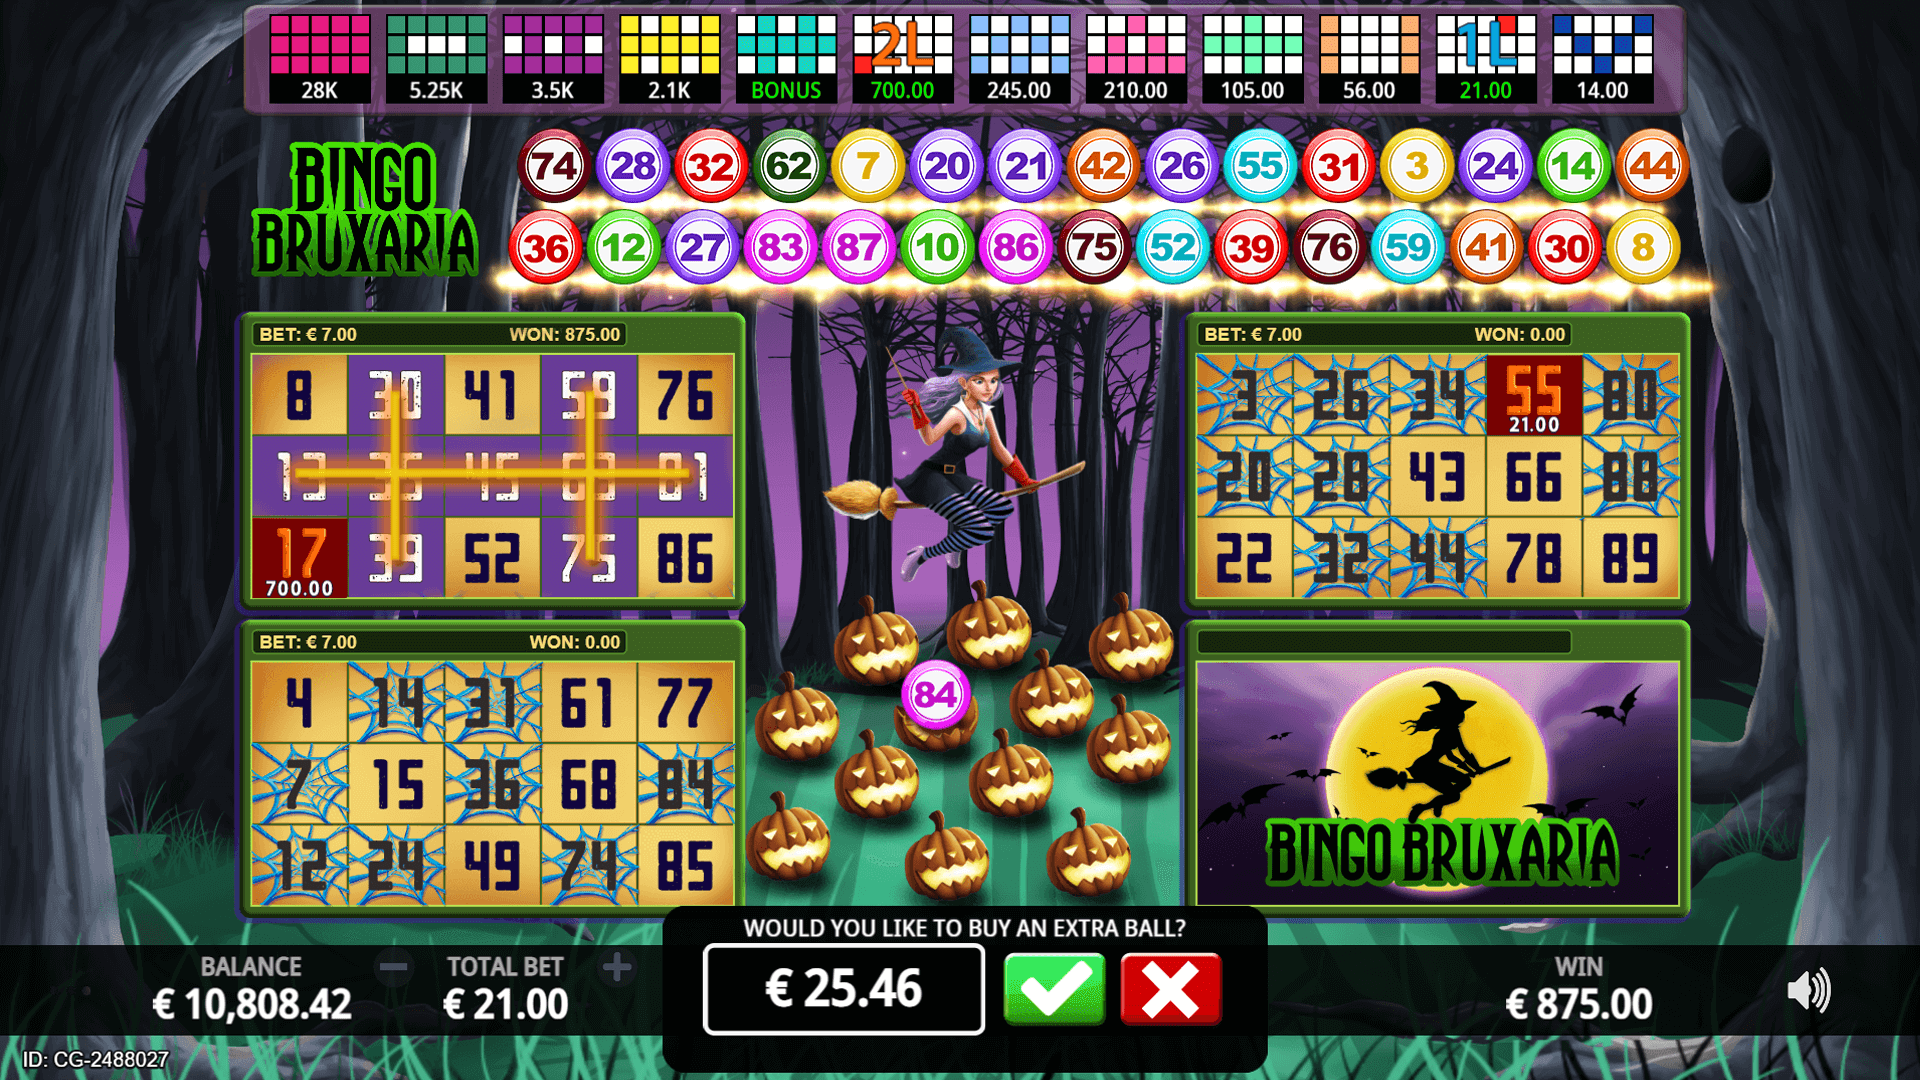 28K 5.25K 3.5K 2.1K BONUS 2L 700.00 245.00 210.00 105.00 56.00 1L 21.00 14.00
BINGO BRUXARIA
74 28 32 62 7 20 21 42 26 55 31 3 24 14 44
36 12 27 83 87 10 86 75 52 39 76 59 41 30 8
BET: € 7.00 WON: 875.00
8 30 41 59 76
13 35 45 60 81
17 39 52 75 86
700.00
BET: € 7.00 WON: 0.00
3 26 34 55 80
21.00
20 28 43 66 88
22 32 44 78 89
BET: € 7.00 WON: 0.00
4 14 31 61 77
7 15 36 68 84
12 24 49 74 85
84
BINGO BRUXARIA
WOULD YOU LIKE TO BUY AN EXTRA BALL?
€ 25.46
BALANCE
€ 10,808.42
TOTAL BET
€ 21.00
WIN
€ 875.00
ID: CG-2488027